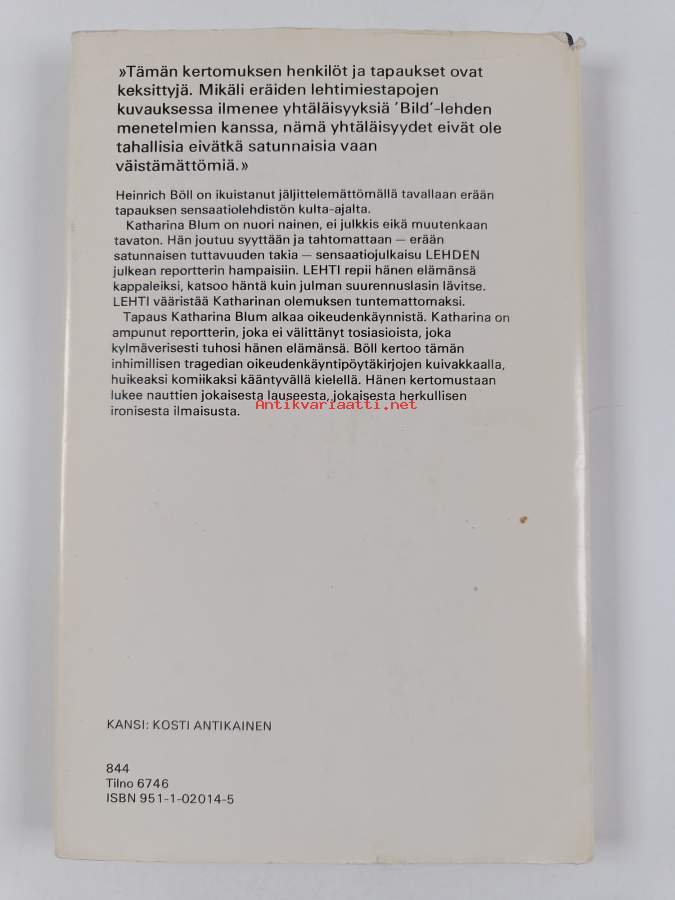 »Tämän kertomuksen henkilöt ja tapaukset ovat
keksittyjä. Mikäli eräiden lehtimiestapojen
kuvauksessa ilmenee yhtäläisyyksiä 'Bild'-lehden
menetelmien kanssa, nämä yhtäläisyydet eivät ole
tahallisia eivätkä satunnaisia vaan
väistämättömiä.»
Heinrich Böll on ikuistanut jäljittelemättömällä tavallaan erään
tapauksen sensaatiolehdistön kulta-ajalta.
Katharina Blum on nuori nainen, ei julkkis eikä muutenkaan
tavaton. Hän joutuu syyttään ja tahtomattaan — erään
satunnaisen tuttavuuden takia — sensaatiojulkaisu LEHDEN
julkean reportterin hampaisiin. LEHTI repii hänen elämänsä
kappaleiksi, katsoo häntä kuin julman suurennuslasin lävitse.
LEHTI vääristää Katharinan olemuksen tuntemattomaksi.
Tapaus Katharina Blum alkaa oikeudenkäynnistä. Katharina on
ampunut reportterin, joka ei välittänyt tosiasioista, joka
kylmäverisesti tuhosi hänen elämänsä. Böll kertoo tämän
inhimillisen tragedian oikeudenkäyntipöytäkirjojen kuivakkaalla,
huikeaksi komiikaksi kääntyvällä kielellä. Hänen kertomustaan
lukee nauttien jokaisesta lauseesta, jokaisesta herkullisen
ironisesta ilmaisusta.
Antikvariaatti.net
KANSI: KOSTI ANTIKAINEN
844
Tilno 6746
ISBN 951-1-02014-5